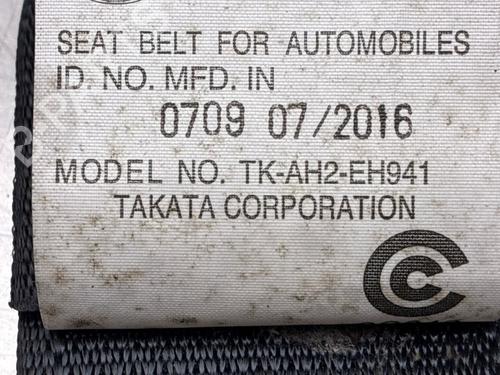 SEAT BELT FOR AUTOMOBILES
ID. NO. MFD. IN
0709 07/2016
MODEL NO. TK-AH2-EH941
TAKATA CORPORATION